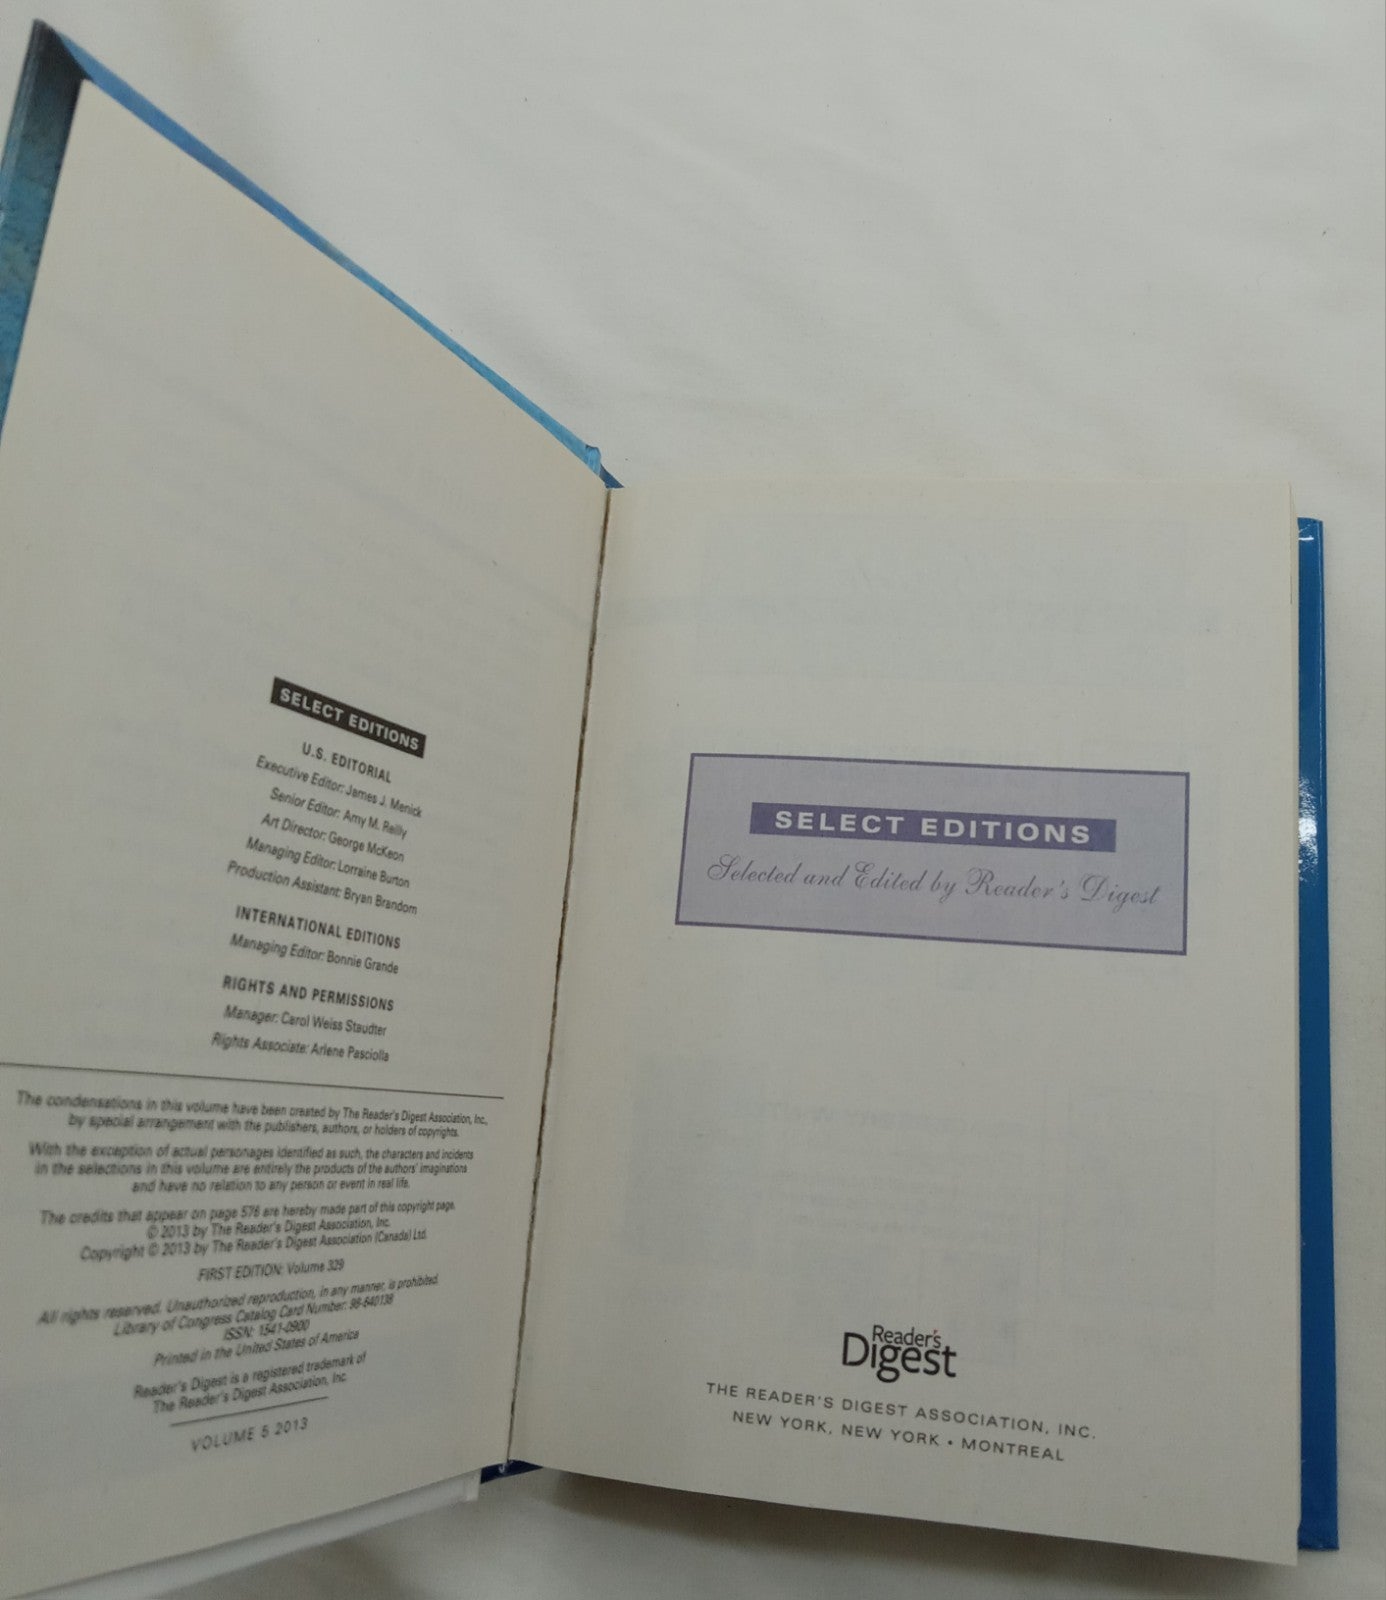 SELECT EDITIONS
U.S. EDITORIAL
Executive Editor: James J. Menick
Senior Editor: Amy M. Reilly
Art Director: George McKeon
Managing Editor: Lorraine Burton
Production Assistant: Bryan Brandom
INTERNATIONAL EDITIONS
Managing Editor: Bonnie Grande
RIGHTS AND PERMISSIONS
Manager: Carol Weiss Staudter
Rights Associate: Arlene Pasciolla
The condensations in this volume have been created by The Reader's Digest Association, Inc.,
by special arrangement with the publishers, authors, or holders of copyrights.
With the exception of actual personages identified as such, the characters and incidents
in the selections in this volume are entirely the products of the authors' imaginations
and have no relation to any person or event in real life.
The credits that appear on page 576 are hereby made part of this copyright page.
© 2013 by The Reader's Digest Association, Inc.
Copyright © 2013 by The Reader's Digest Association (Canada) Ltd.
FIRST EDITION: Volume 329
All rights reserved. Unauthorized reproduction, in any manner, is prohibited.
Library of Congress Catalog Card Number: 98-640138
ISSN: 1541-0900
Printed in the United States of America
Reader's Digest is a registered trademark of
The Reader's Digest Association, Inc.
VOLUME 5 2013
SELECT EDITIONS
Selected and Edited by Reader's Digest
Reader's
Digest
THE READER'S DIGEST ASSOCIATION, INC.
NEW YORK, NEW YORK • MONTREAL